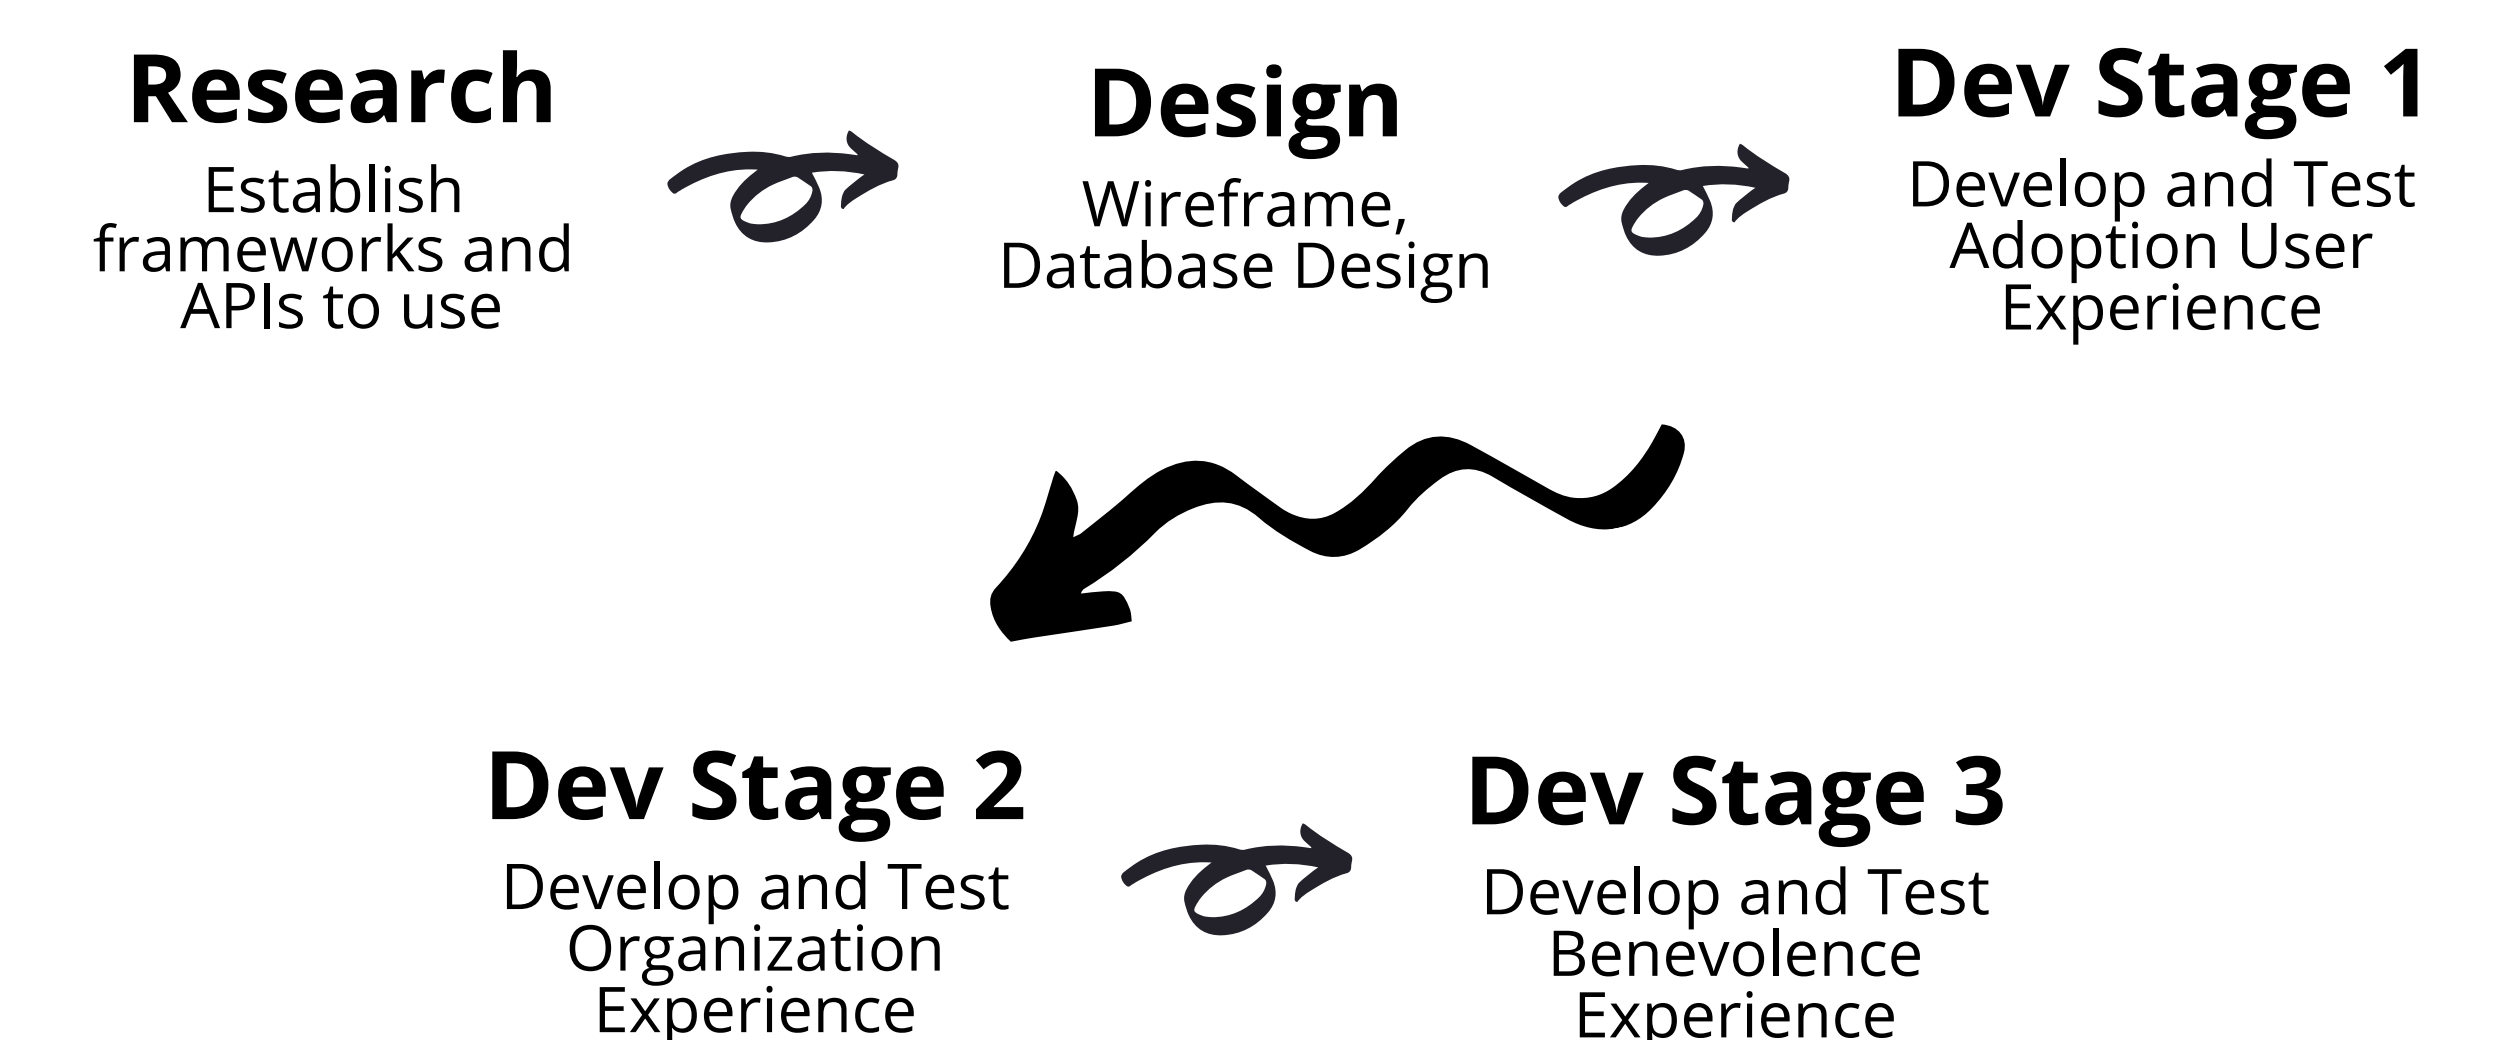 Research
Establish
frameworks and
APIs to use
Design
Wireframe,
Database Design
Dev Stage 1
Develop and Test
Adoption User
Experience
Dev Stage 2
Develop and Test
Organization
Experience
Dev Stage 3
Develop and Test
Benevolence
Experience